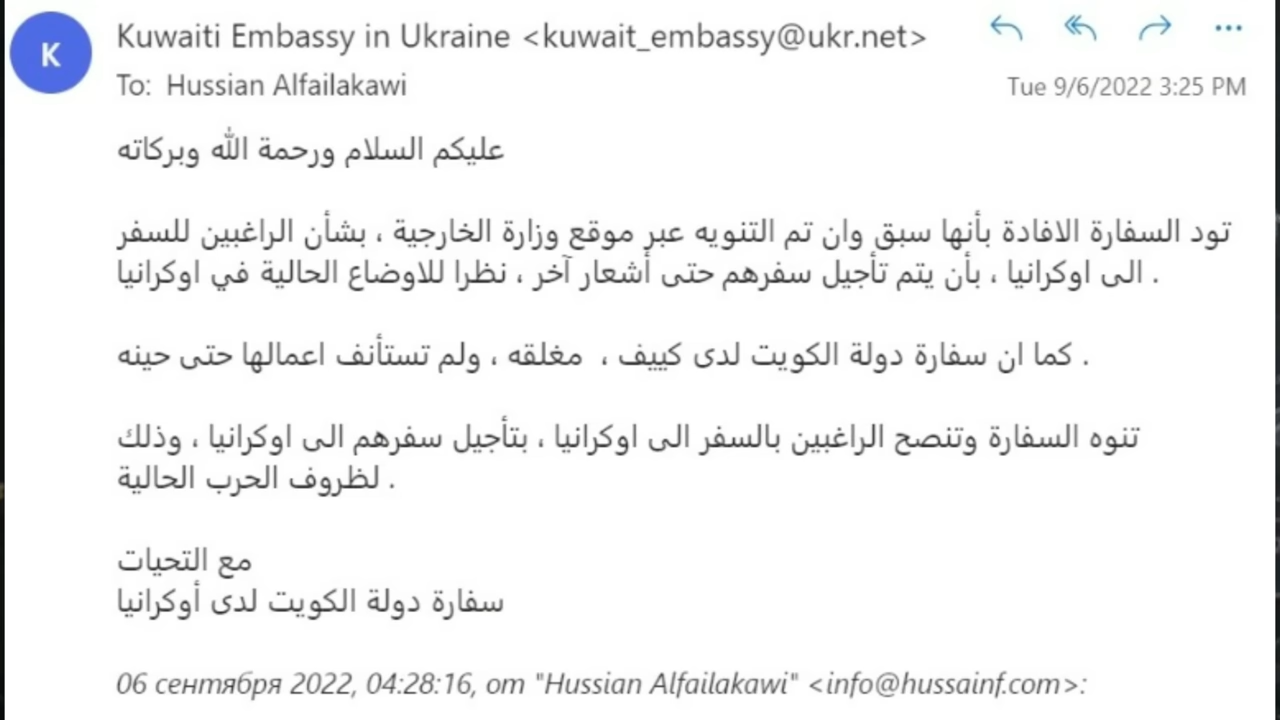 K
Kuwaiti Embassy in Ukraine <kuwait_embassy@ukr.net>
To: Hussian Alfailakawi
Tue 9/6/2022 3:25 PM
عليكم السلام ورحمة الله وبركاته
تود السفارة الافادة بأنها سبق وان تم التنويه عبر موقع وزارة الخارجية ، بشأن الراغبين للسفر
الى اوكرانيا ، بأن يتم تأجيل سفرهم حتى أشعار آخر ، نظرا للاوضاع الحالية في اوكرانيا .
كما ان سفارة دولة الكويت لدى كييف ، مغلقه ، ولم تستأنف اعمالها حتى حينه .
تنوه السفارة وتنصح الراغبين بالسفر الى اوكرانيا ، بتأجيل سفرهم الى اوكرانيا ، وذلك
لظروف الحرب الحالية .
مع التحيات
سفارة دولة الكويت لدى أوكرانيا
06 сентября 2022, 04:28:16, от "Hussian Alfailakawi" <info@hussainf.com>: